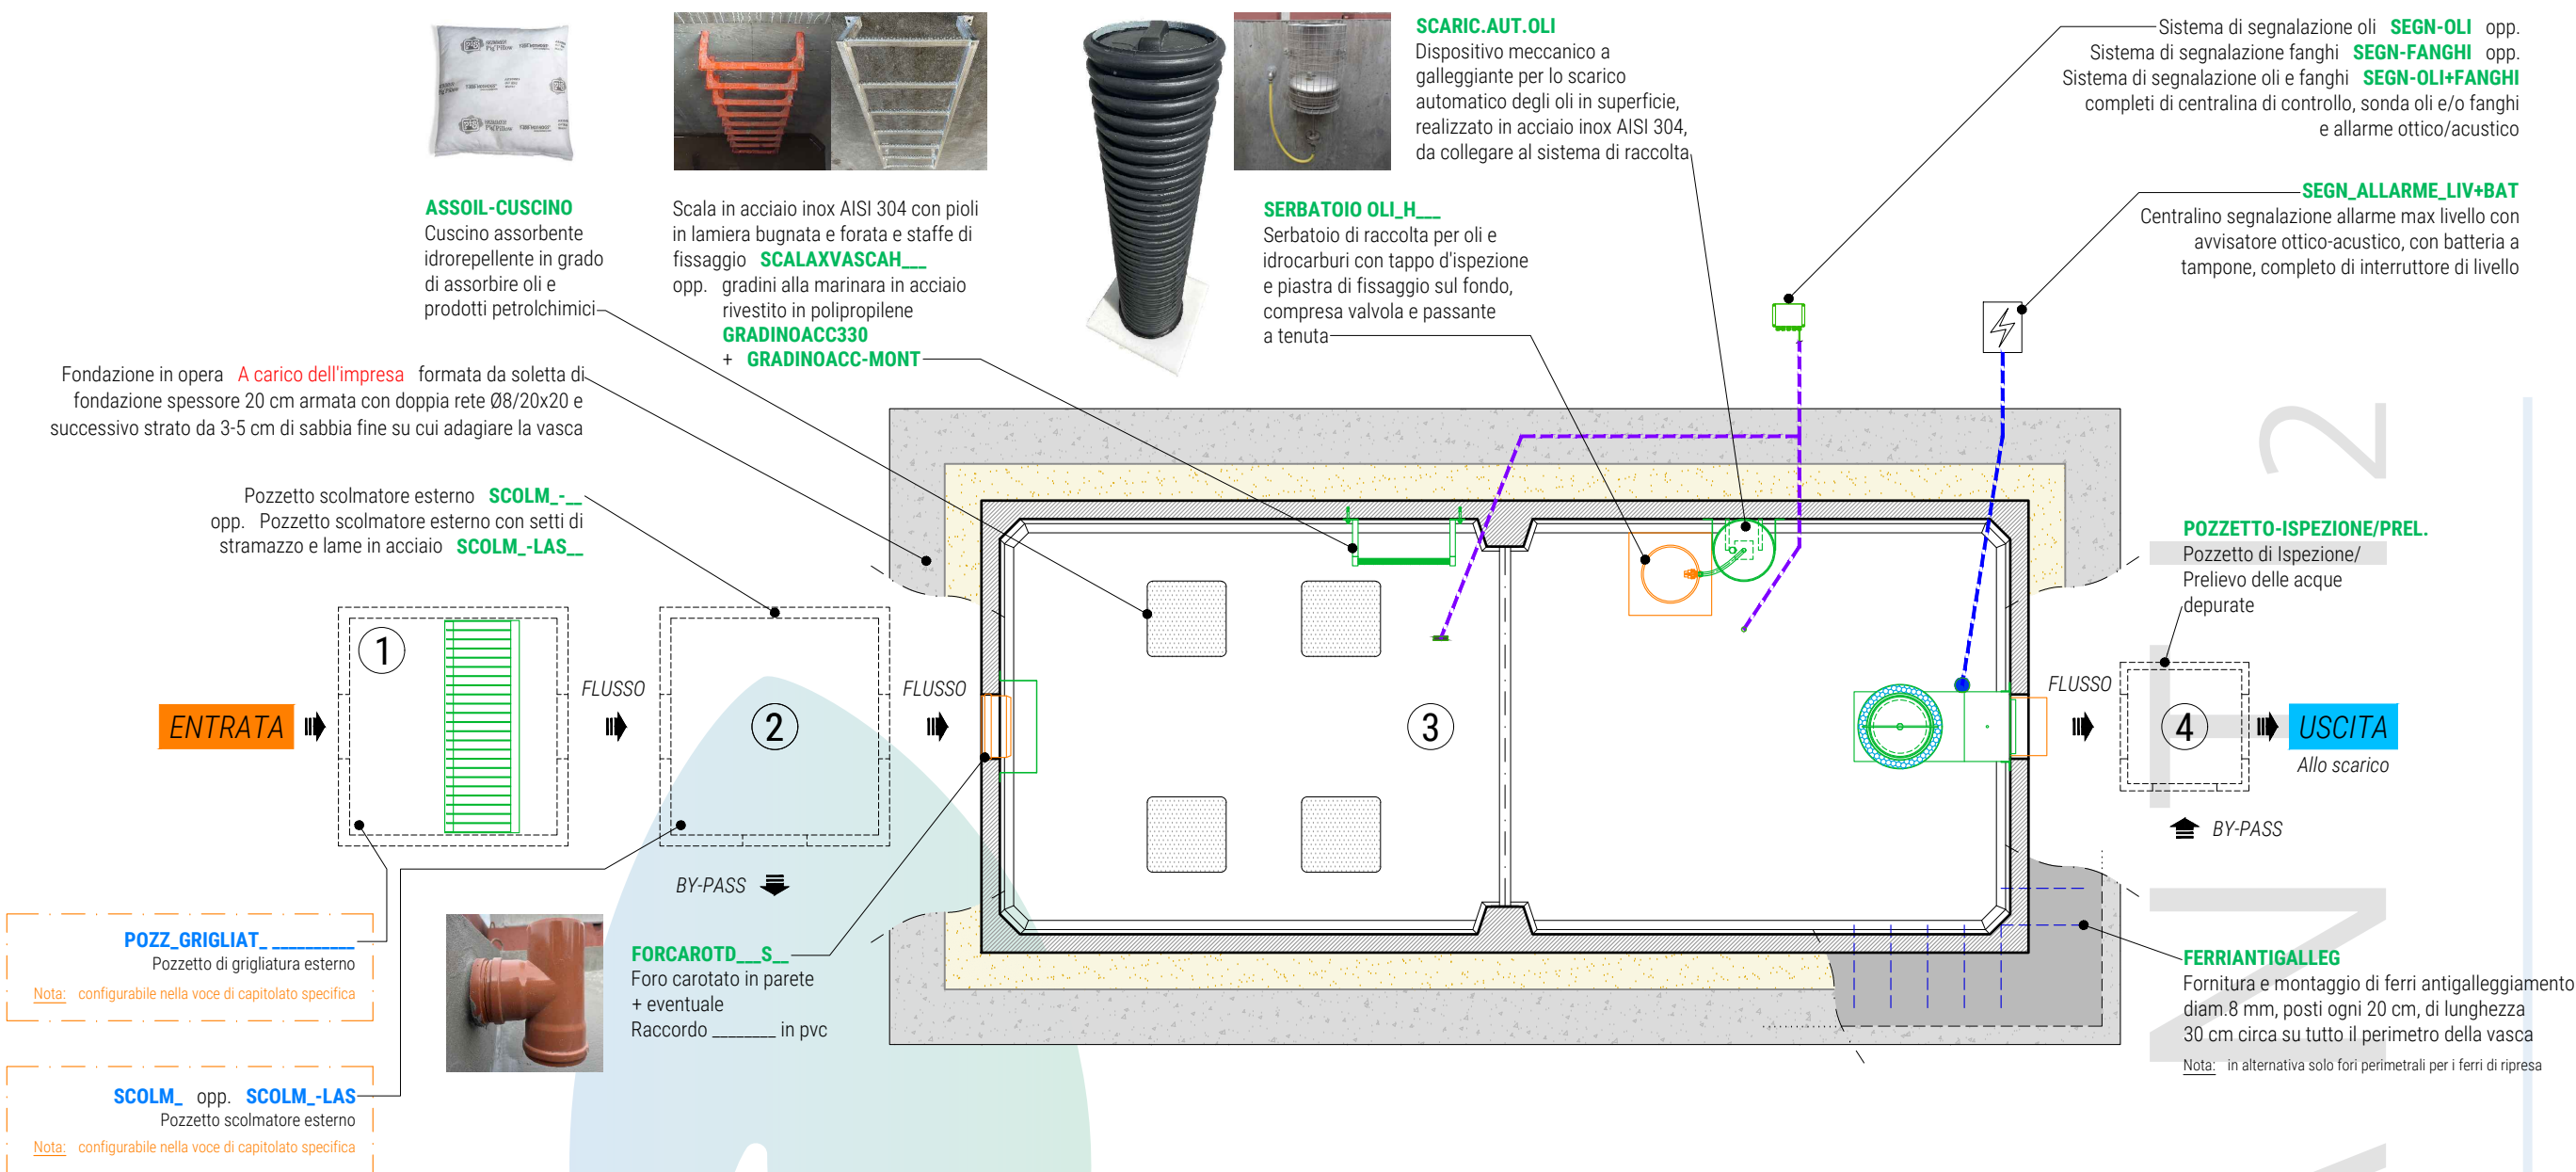 SCARIC.AUT.OLI
Dispositivo meccanico a
galleggiante per lo scarico
automatico degli oli in superficie,
realizzato in acciaio inox AISI 304,
da collegare al sistema di raccolta
Sistema di segnalazione oli SEGN-OLI opp.
Sistema di segnalazione fanghi SEGN-FANGHI opp.
Sistema di segnalazione oli e fanghi SEGN-OLI+FANGHI
completi di centralina di controllo, sonda oli e/o fanghi
e allarme ottico/acustico
SEGN_ALLARME_LIV+BAT
Centralino segnalazione allarme max livello con
avvisatore ottico-acustico, con batteria a
tampone, completo di interruttore di livello
ASSOIL-CUSCINO
Cuscino assorbente
idrorepellente in grado
di assorbire oli e
prodotti petrolchimici
Scala in acciaio inox AISI 304 con pioli
in lamiera bugnata e forata e staffe di
fissaggio SCALAXVASCAH___
opp. gradini alla marinara in acciaio
rivestito in polipropilene
GRADINOACC330
+ GRADINOACC-MONT
SERBATOIO OLI_H___
Serbatoio di raccolta per oli e
idrocarburi con tappo d'ispezione
e piastra di fissaggio sul fondo,
compresa valvola e passante
a tenuta
Fondazione in opera A carico dell'impresa formata da soletta di
fondazione spessore 20 cm armata con doppia rete Ø8/20x20 e
successivo strato da 3-5 cm di sabbia fine su cui adagiare la vasca
Pozzetto scolmatore esterno SCOLM_-__
opp. Pozzetto scolmatore esterno con setti di
stramazzo e lame in acciaio SCOLM_-LAS__
POZZETTO-ISPEZIONE/PREL.
Pozzetto di Ispezione/
Prelievo delle acque
depurate
ENTRATA
1
FLUSSO
2
FLUSSO
3
FLUSSO
4
USCITA
Allo scarico
BY-PASS
BY-PASS
POZZ_GRIGLIAT_ __________
Pozzetto di grigliatura esterno
Nota: configurabile nella voce di capitolato specifica
SCOLM_ opp. SCOLM_-LAS
Pozzetto scolmatore esterno
Nota: configurabile nella voce di capitolato specifica
FORCAROTD___S__
Foro carotato in parete
+ eventuale
Raccordo ________ in pvc
FERRIANTIGALLEG
Fornitura e montaggio di ferri antigalleggiamento
diam.8 mm, posti ogni 20 cm, di lunghezza
30 cm circa su tutto il perimetro della vasca
Nota: in alternativa solo fori perimetrali per i ferri di ripresa